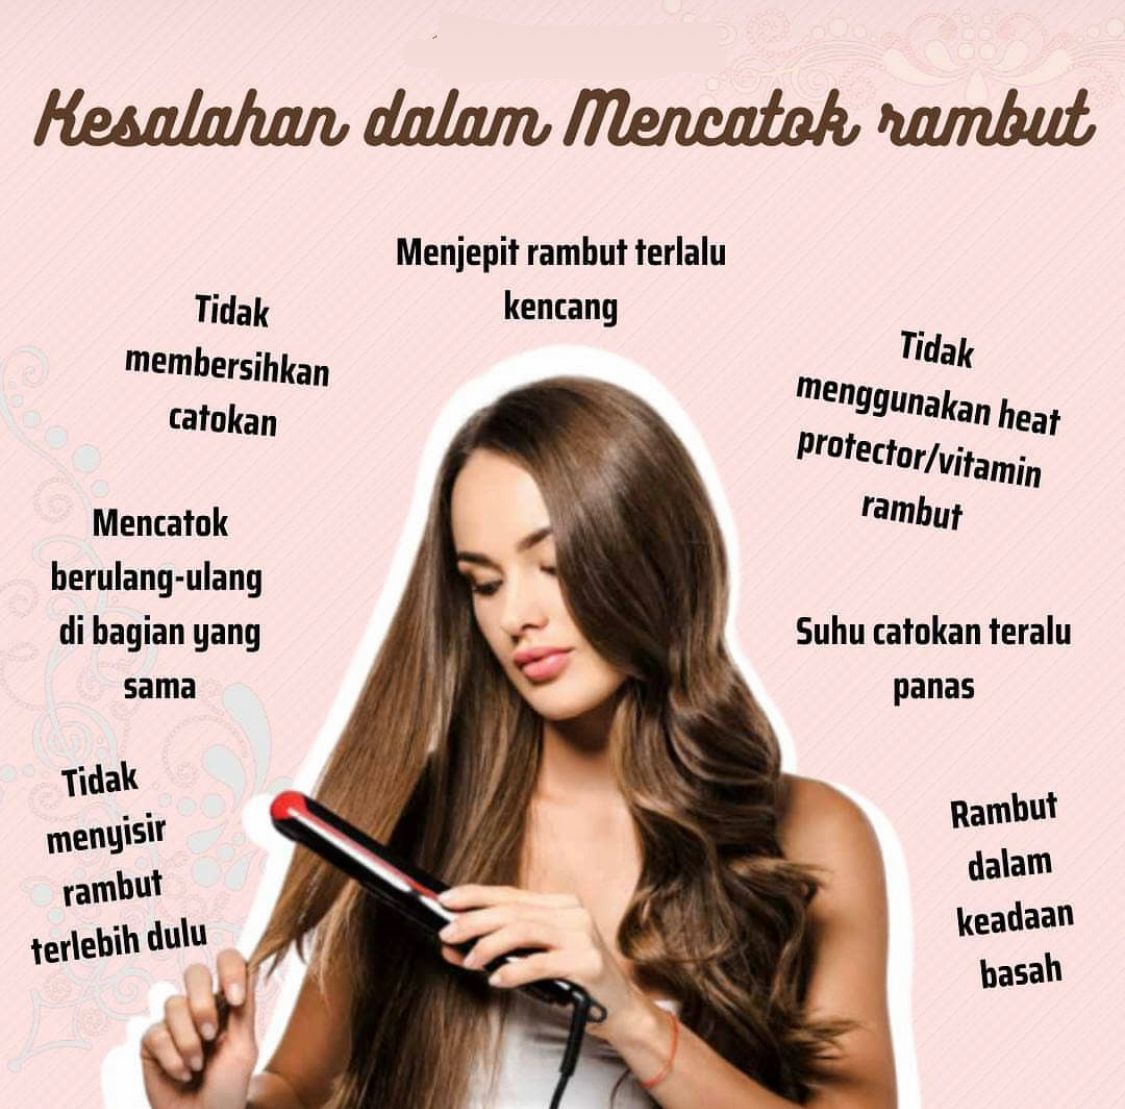 Kesalahan dalam Mencatok rambut
Menjepit rambut terlalu
kencang
Tidak
membersihkan
catokan
Tidak
menggunakan heat
protector/vitamin
rambut
Mencatok
berulang-ulang
di bagian yang
sama
Suhu catokan teralu
panas
Tidak
menyisir
rambut
terlebih dulu
Rambut
dalam
keadaan
basah